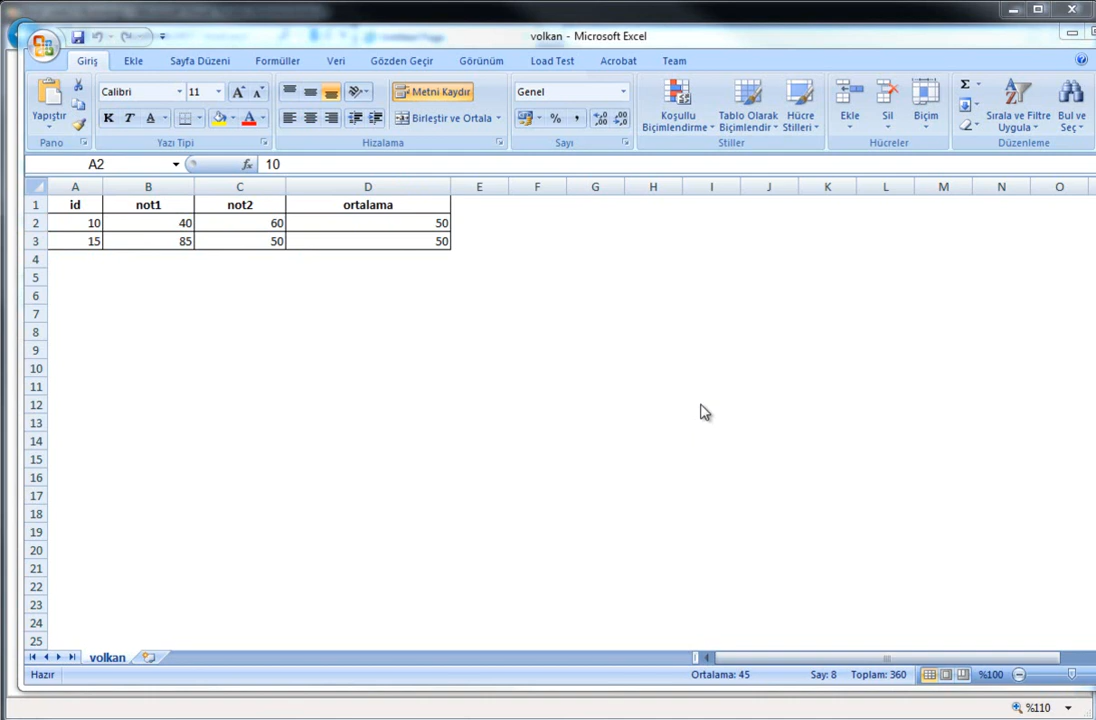 volkan - Microsoft Excel
Giriş Ekle Sayfa Düzeni Formüller Veri Gözden Geçir Görünüm Load Test Acrobat Team
Yapıştır
Calibri 11
K T A A
Metni Kaydır
Birleştir ve Ortala
Genel
% , ,00 ,00
Koşullu Biçimlendirme
Tablo Olarak Biçimlendir
Hücre Stilleri
Ekle Sil Biçim
Σ
Sırala ve Filtre Uygula
Bul ve Seç
Pano Yazı Tipi Hizalama Sayı Stiller Hücreler Düzenleme
A2 fx 10
A B C D E F G H I J K L M N O
1 id not1 not2 ortalama
2 10 40 60 50
3 15 85 50 50
4
5
6
7
8
9
10
11
12
13
14
15
16
17
18
19
20
21
22
23
24
25
volkan
Hazır Ortalama: 45 Say: 8 Toplam: 360 %100
%110